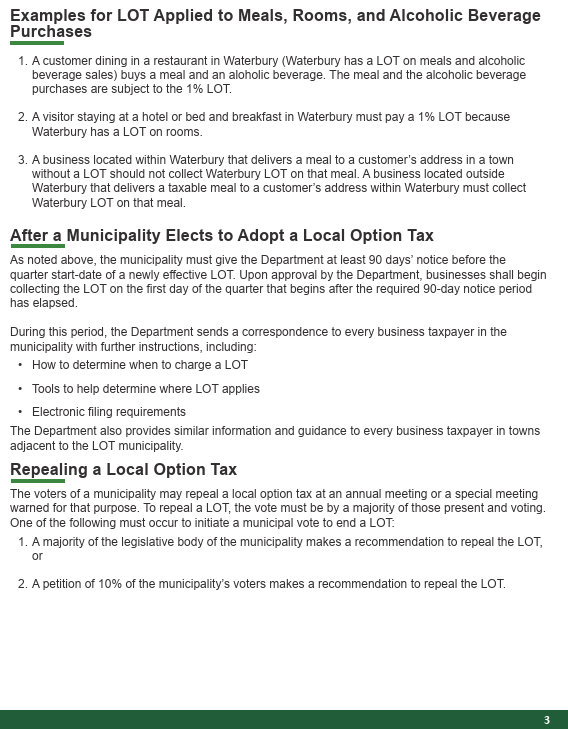 Examples for LOT Applied to Meals, Rooms, and Alcoholic Beverage
Purchases
1. A customer dining in a restaurant in Waterbury (Waterbury has a LOT on meals and alcoholic
beverage sales) buys a meal and an aloholic beverage. The meal and the alcoholic beverage
purchases are subject to the 1% LOT.
2. A visitor staying at a hotel or bed and breakfast in Waterbury must pay a 1% LOT because
Waterbury has a LOT on rooms.
3. A business located within Waterbury that delivers a meal to a customer's address in a town
without a LOT should not collect Waterbury LOT on that meal. A business located outside
Waterbury that delivers a taxable meal to a customer's address within Waterbury must collect
Waterbury LOT on that meal.
After a Municipality Elects to Adopt a Local Option Tax
As noted above, the municipality must give the Department at least 90 days' notice before the
quarter start-date of a newly effective LOT. Upon approval by the Department, businesses shall begin
collecting the LOT on the first day of the quarter that begins after the required 90-day notice period
has elapsed.
During this period, the Department sends a correspondence to every business taxpayer in the
municipality with further instructions, including:
• How to determine when to charge a LOT
• Tools to help determine where LOT applies
• Electronic filing requirements
The Department also provides similar information and guidance to every business taxpayer in towns
adjacent to the LOT municipality.
Repealing a Local Option Tax
The voters of a municipality may repeal a local option tax at an annual meeting or a special meeting
warned for that purpose. To repeal a LOT, the vote must be by a majority of those present and voting.
One of the following must occur to initiate a municipal vote to end a LOT:
1. A majority of the legislative body of the municipality makes a recommendation to repeal the LOT,
or
2. A petition of 10% of the municipality's voters makes a recommendation to repeal the LOT.
3